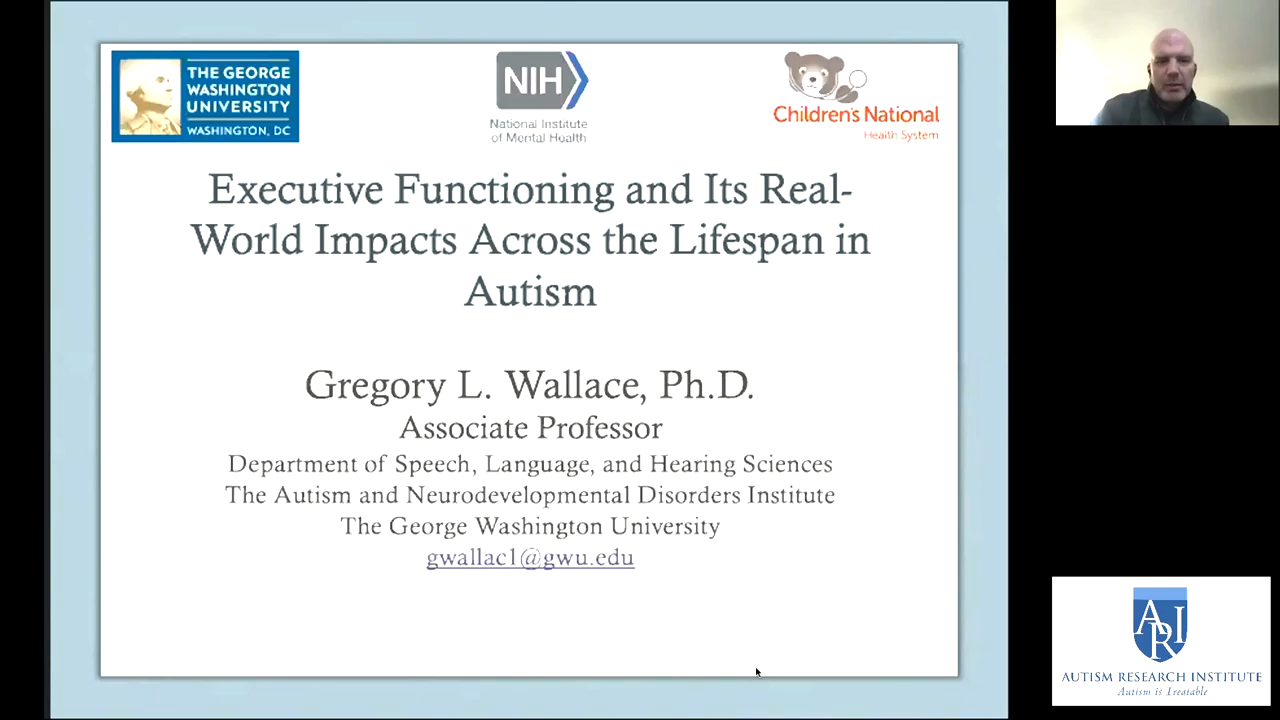 THE GEORGE
WASHINGTON
UNIVERSITY
WASHINGTON, DC
NIH
National Institute
of Mental Health
Children's National
Health System
Executive Functioning and Its Real-
World Impacts Across the Lifespan in
Autism
Gregory L. Wallace, Ph.D.
Associate Professor
Department of Speech, Language, and Hearing Sciences
The Autism and Neurodevelopmental Disorders Institute
The George Washington University
gwallac1@gwu.edu
ARI
AUTISM RESEARCH INSTITUTE
Autism is Treatable